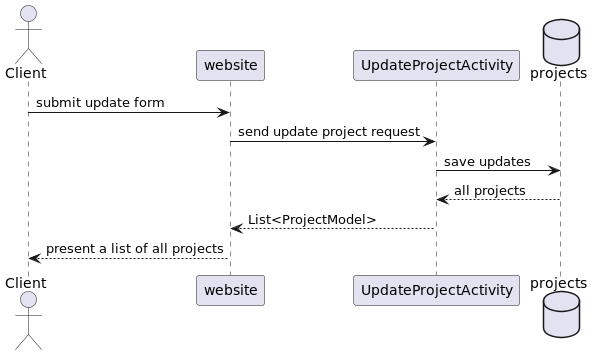 Client
website
UpdateProjectActivity
projects
submit update form
send update project request
save updates
all projects
List<ProjectModel>
present a list of all projects
Client
website
UpdateProjectActivity
projects